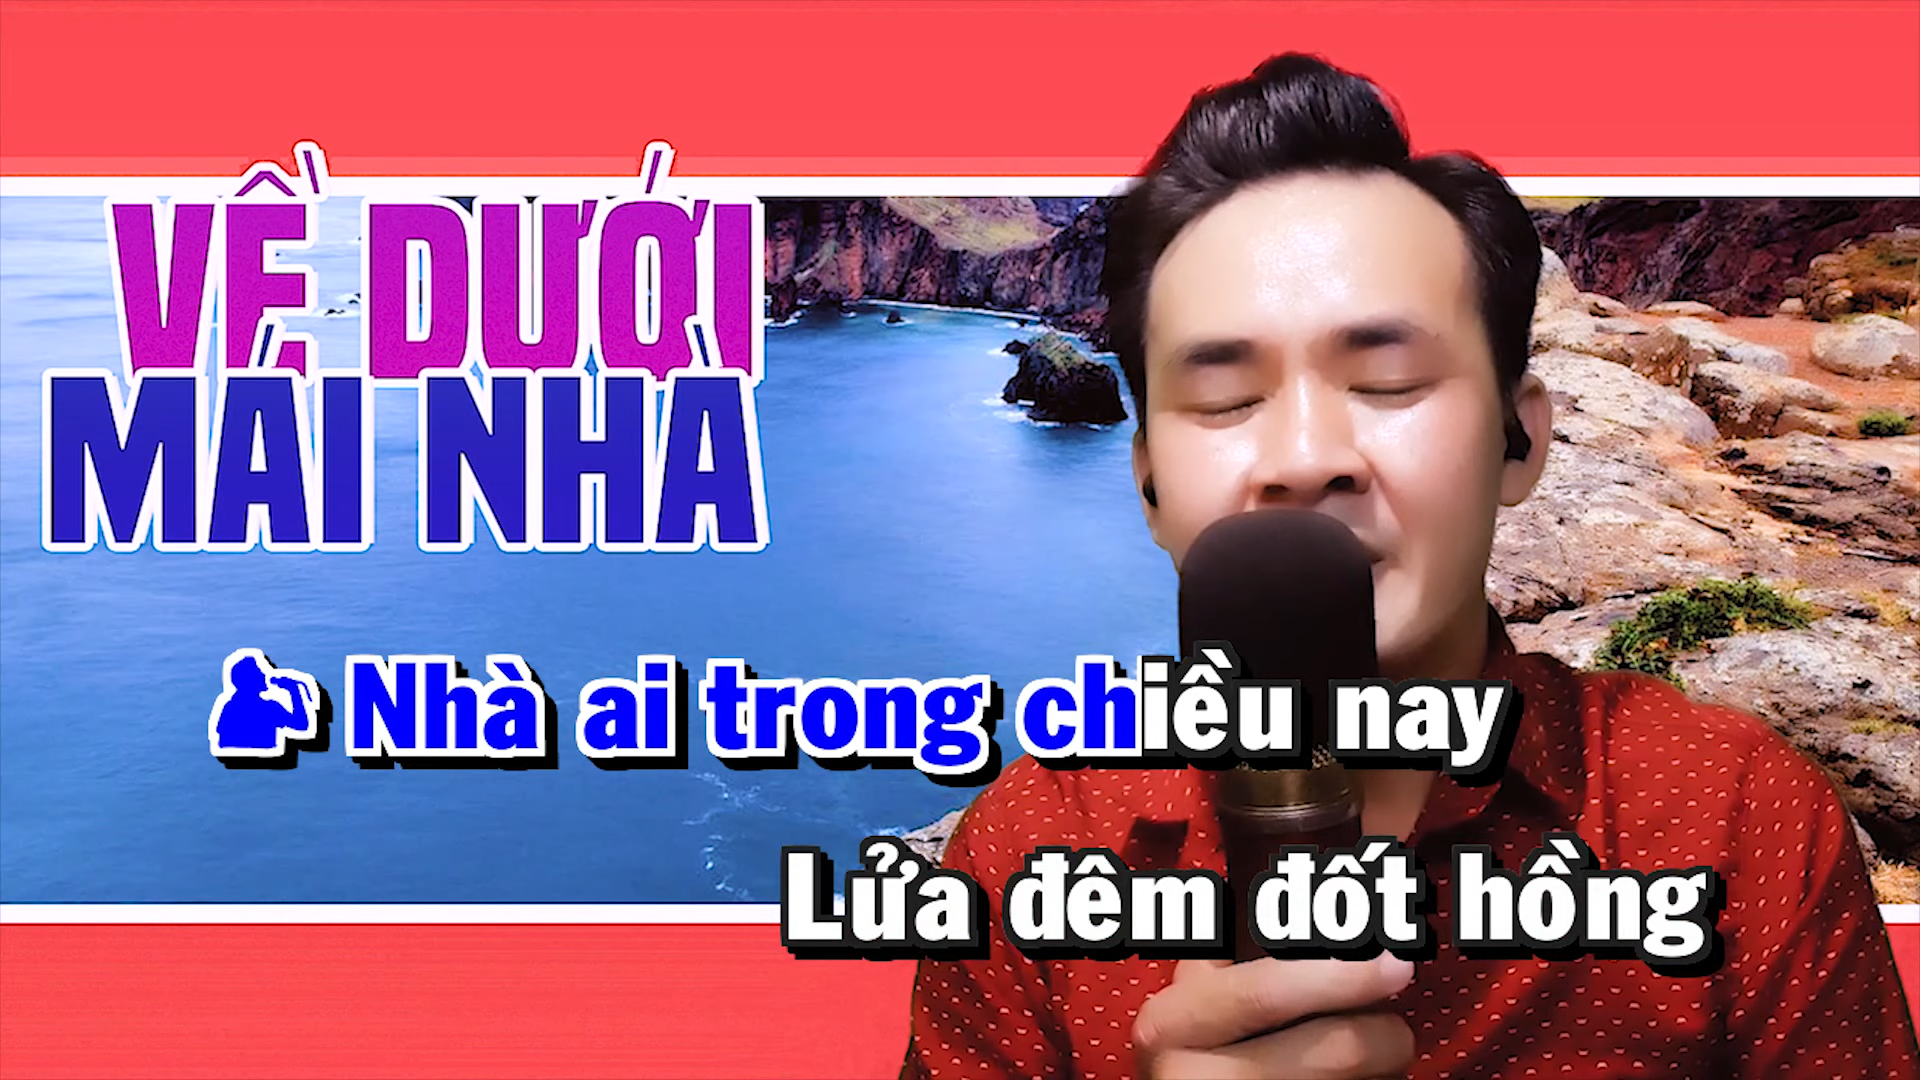 VỀ DƯỚI
MÁI NHÀ
Nhà ai trong chiều nay
Lửa đêm đốt hồng